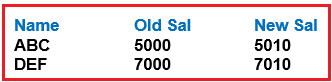 Name Old Sal New Sal
ABC 5000 5010
DEF 7000 7010